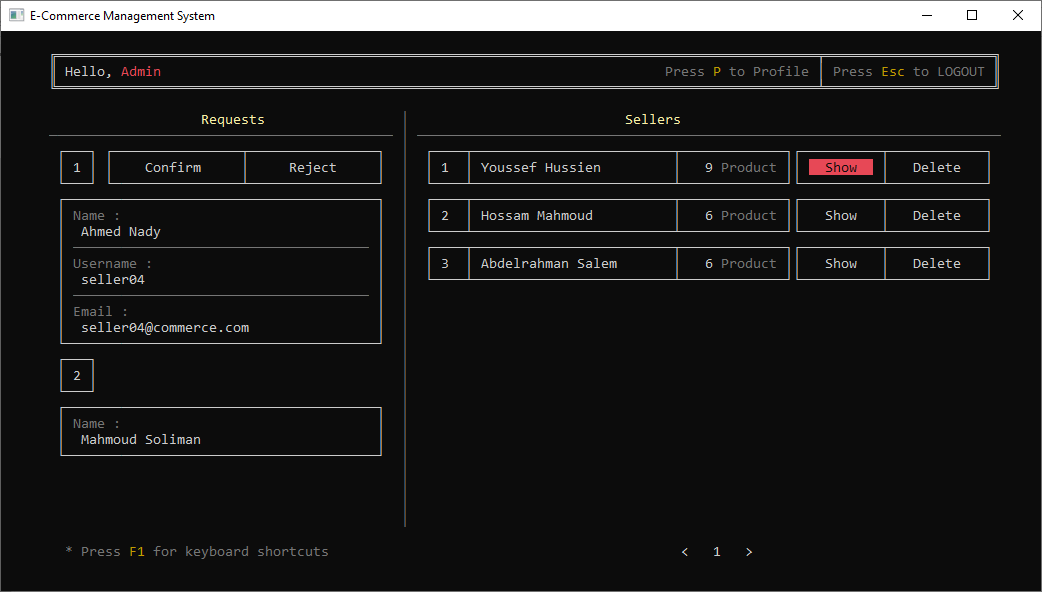 E-Commerce Management System
Hello, Admin
Press P to Profile
Press Esc to LOGOUT
Requests
1
Confirm
Reject
Name :
Ahmed Nady
Username :
seller04
Email :
seller04@commerce.com
2
Name :
Mahmoud Soliman
Sellers
1 Youssef Hussien 9 Product Show Delete
2 Hossam Mahmoud 6 Product Show Delete
3 Abdelrahman Salem 6 Product Show Delete
* Press F1 for keyboard shortcuts
< 1 >